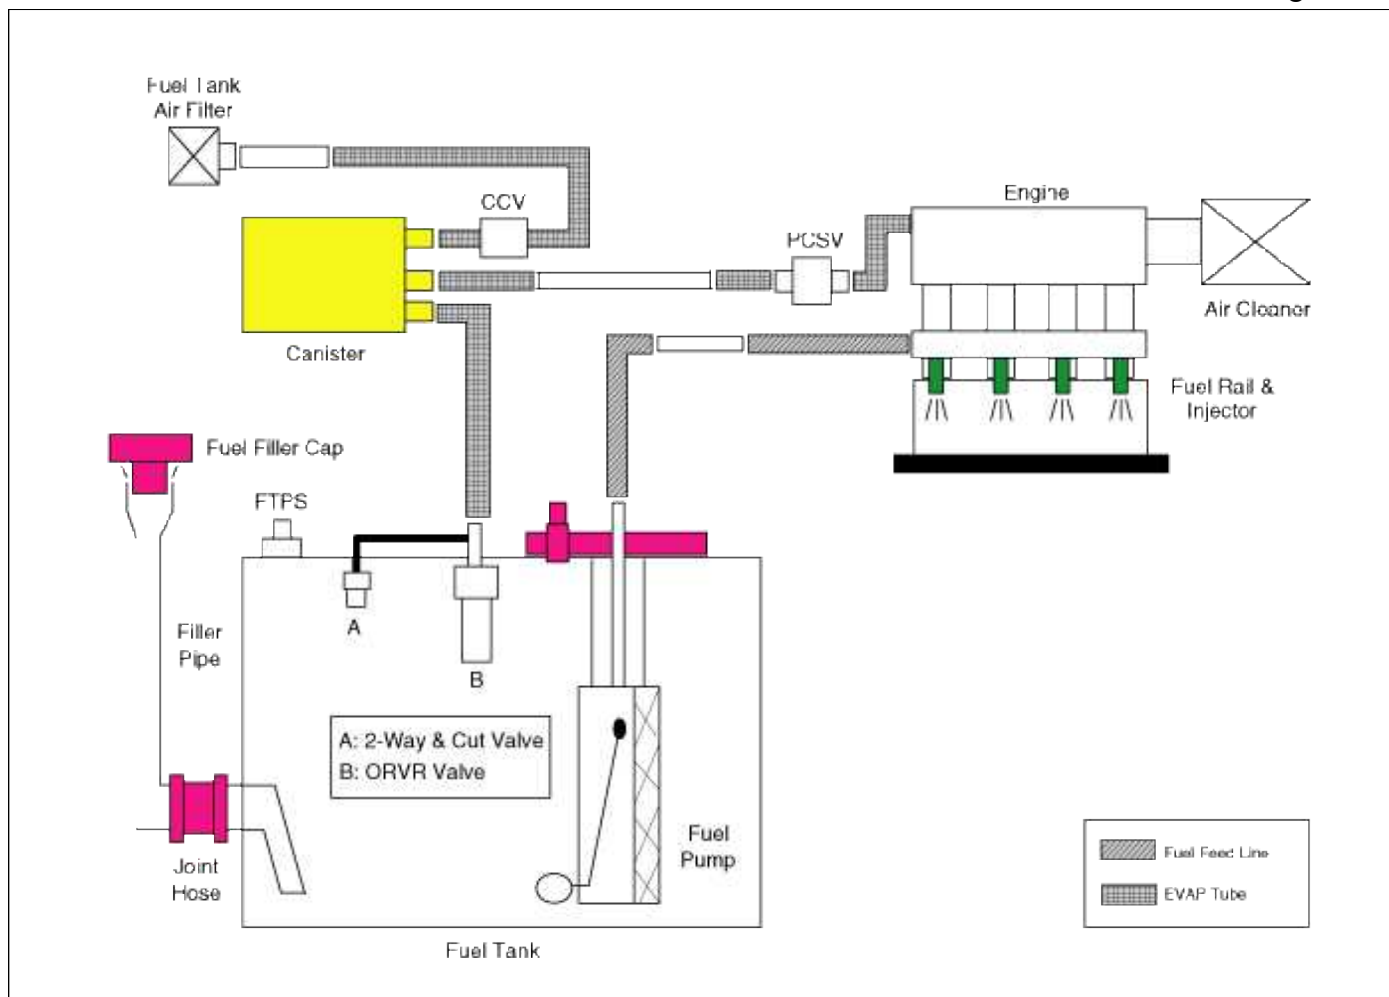 Fuel Tank
Air Filter
CCV
Engine
PCSV
Air Cleaner
Canister
Fuel Rail &
Injector
Fuel Filler Cap
FTPS
Filler
Pipe
A
B
A: 2-Way & Cut Valve
B: ORVR Valve
Fuel
Pump
Joint
Hose
Fuel Feed Line
EVAP Tube
Fuel Tank